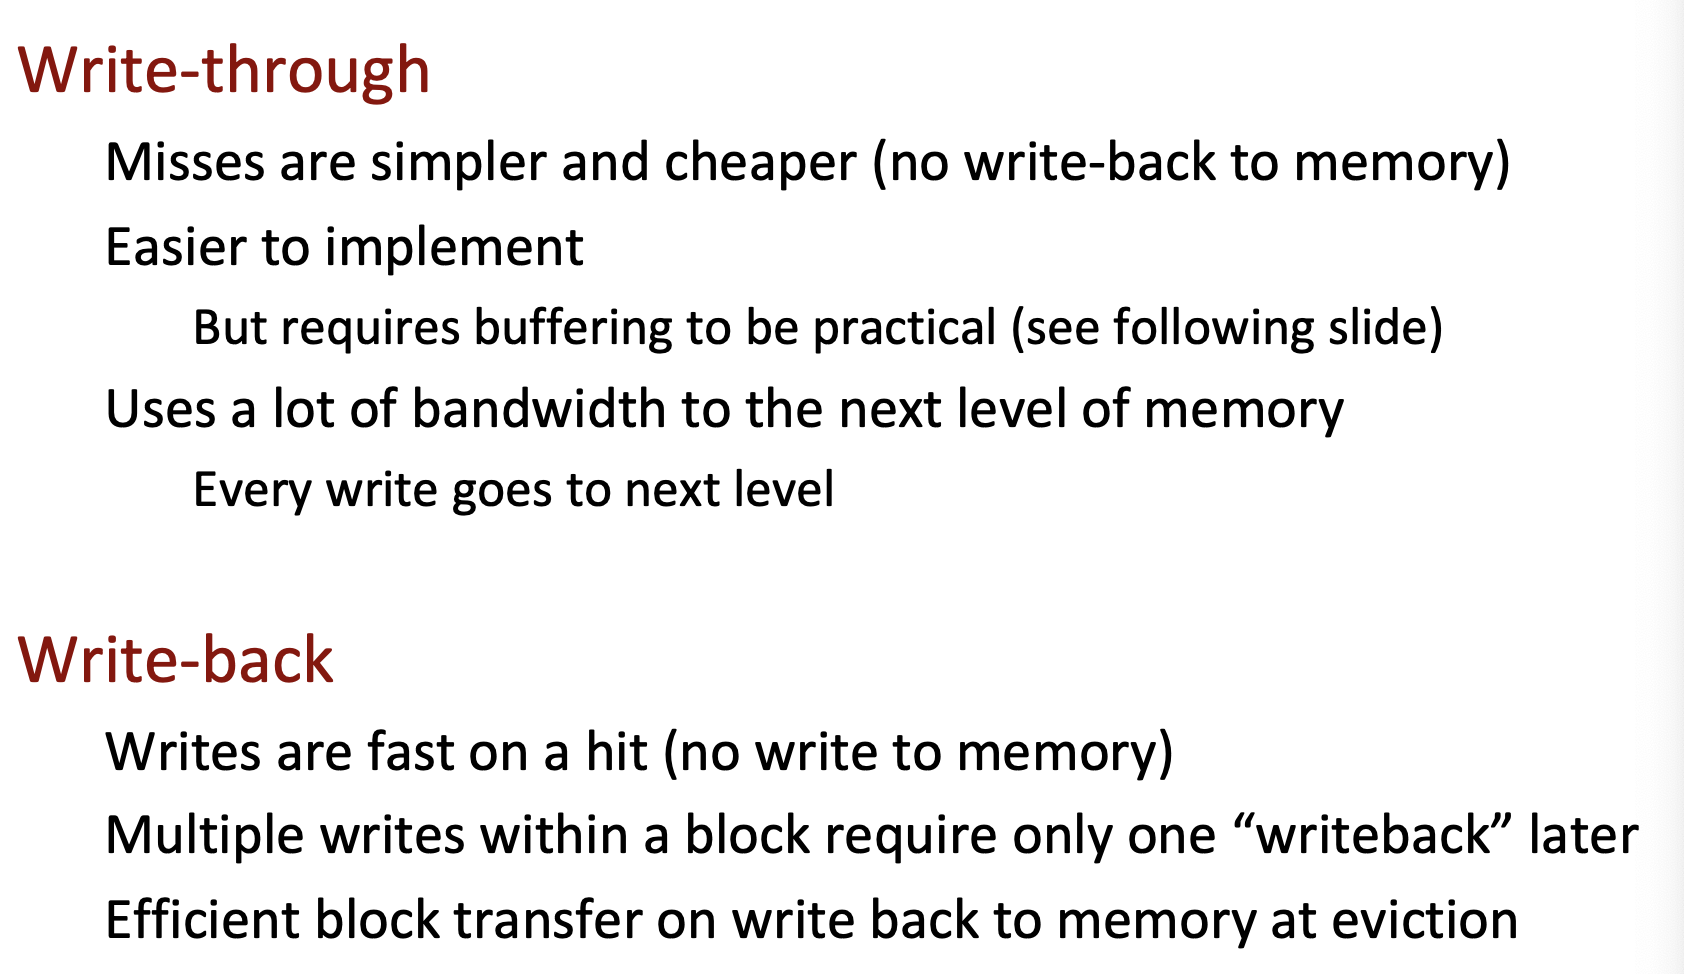 Write-through
Misses are simpler and cheaper (no write-back to memory)
Easier to implement
But requires buffering to be practical (see following slide)
Uses a lot of bandwidth to the next level of memory
Every write goes to next level
Write-back
Writes are fast on a hit (no write to memory)
Multiple writes within a block require only one “writeback” later
Efficient block transfer on write back to memory at eviction